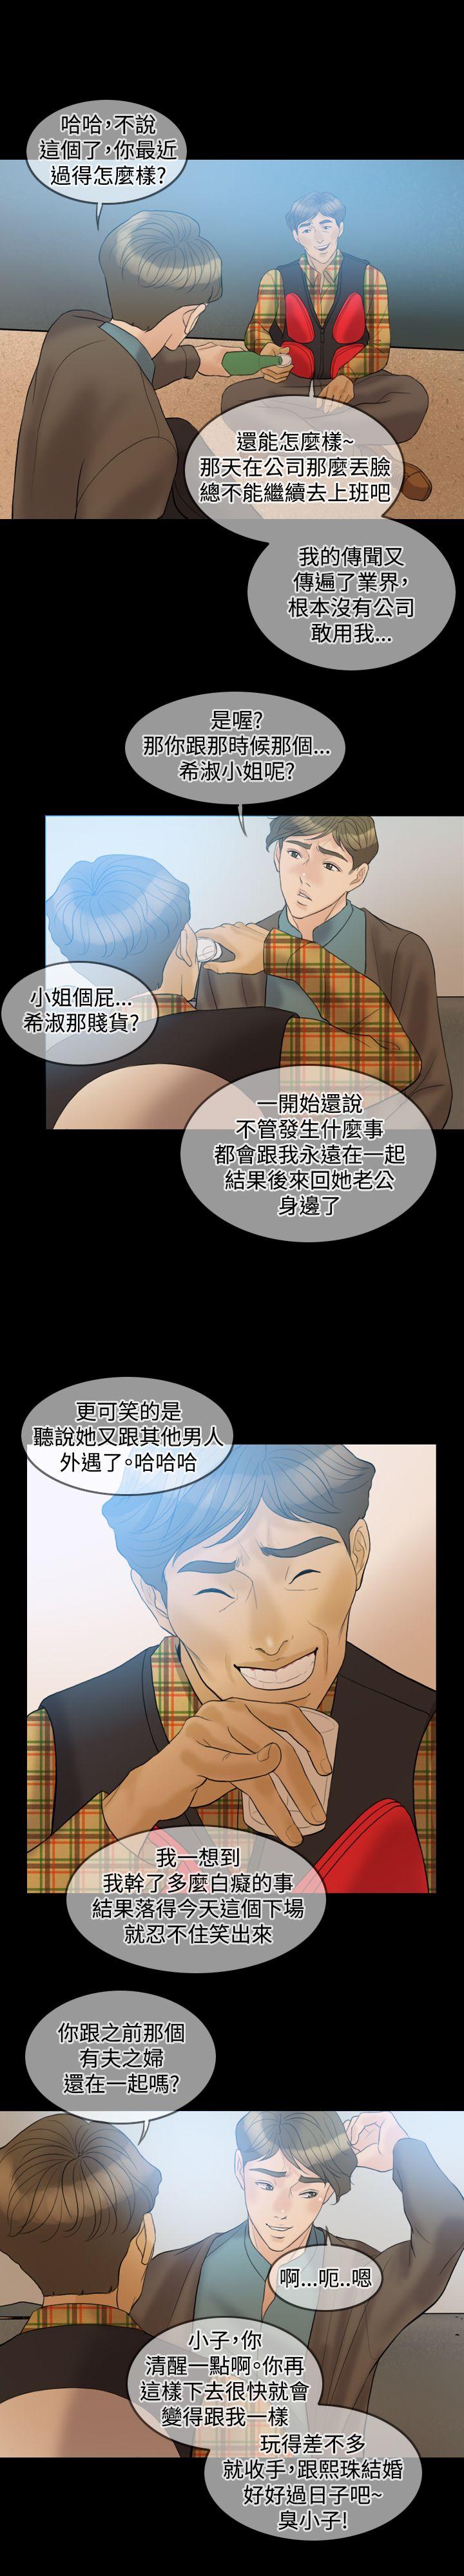 哈哈，不說
這個了，你最近
過得怎麼樣?
還能怎麼樣~
那天在公司那麼丟臉
總不能繼續去上班吧
我的傳聞又
傳遍了業界，
根本沒有公司
敢用我...
是喔?
那你跟那時候那個...
希淑小姐呢?
小姐個屁...
希淑那賤貨?
一開始還說
不管發生什麼事
都會跟我永遠在一起
結果後來回她老公
身邊了
更可笑的是
聽說她又跟其他男人
外遇了。哈哈哈
我一想到
我幹了多麼白癡的事
結果落得今天這個下場
就忍不住笑出來
你跟之前那個
有夫之婦
還在一起嗎?
啊...呃..嗯
小子，你
清醒一點啊。你再
這樣下去很快就會
變得跟我一樣
玩得差不多
就收手，跟熙珠結婚
好好過日子吧~
臭小子!